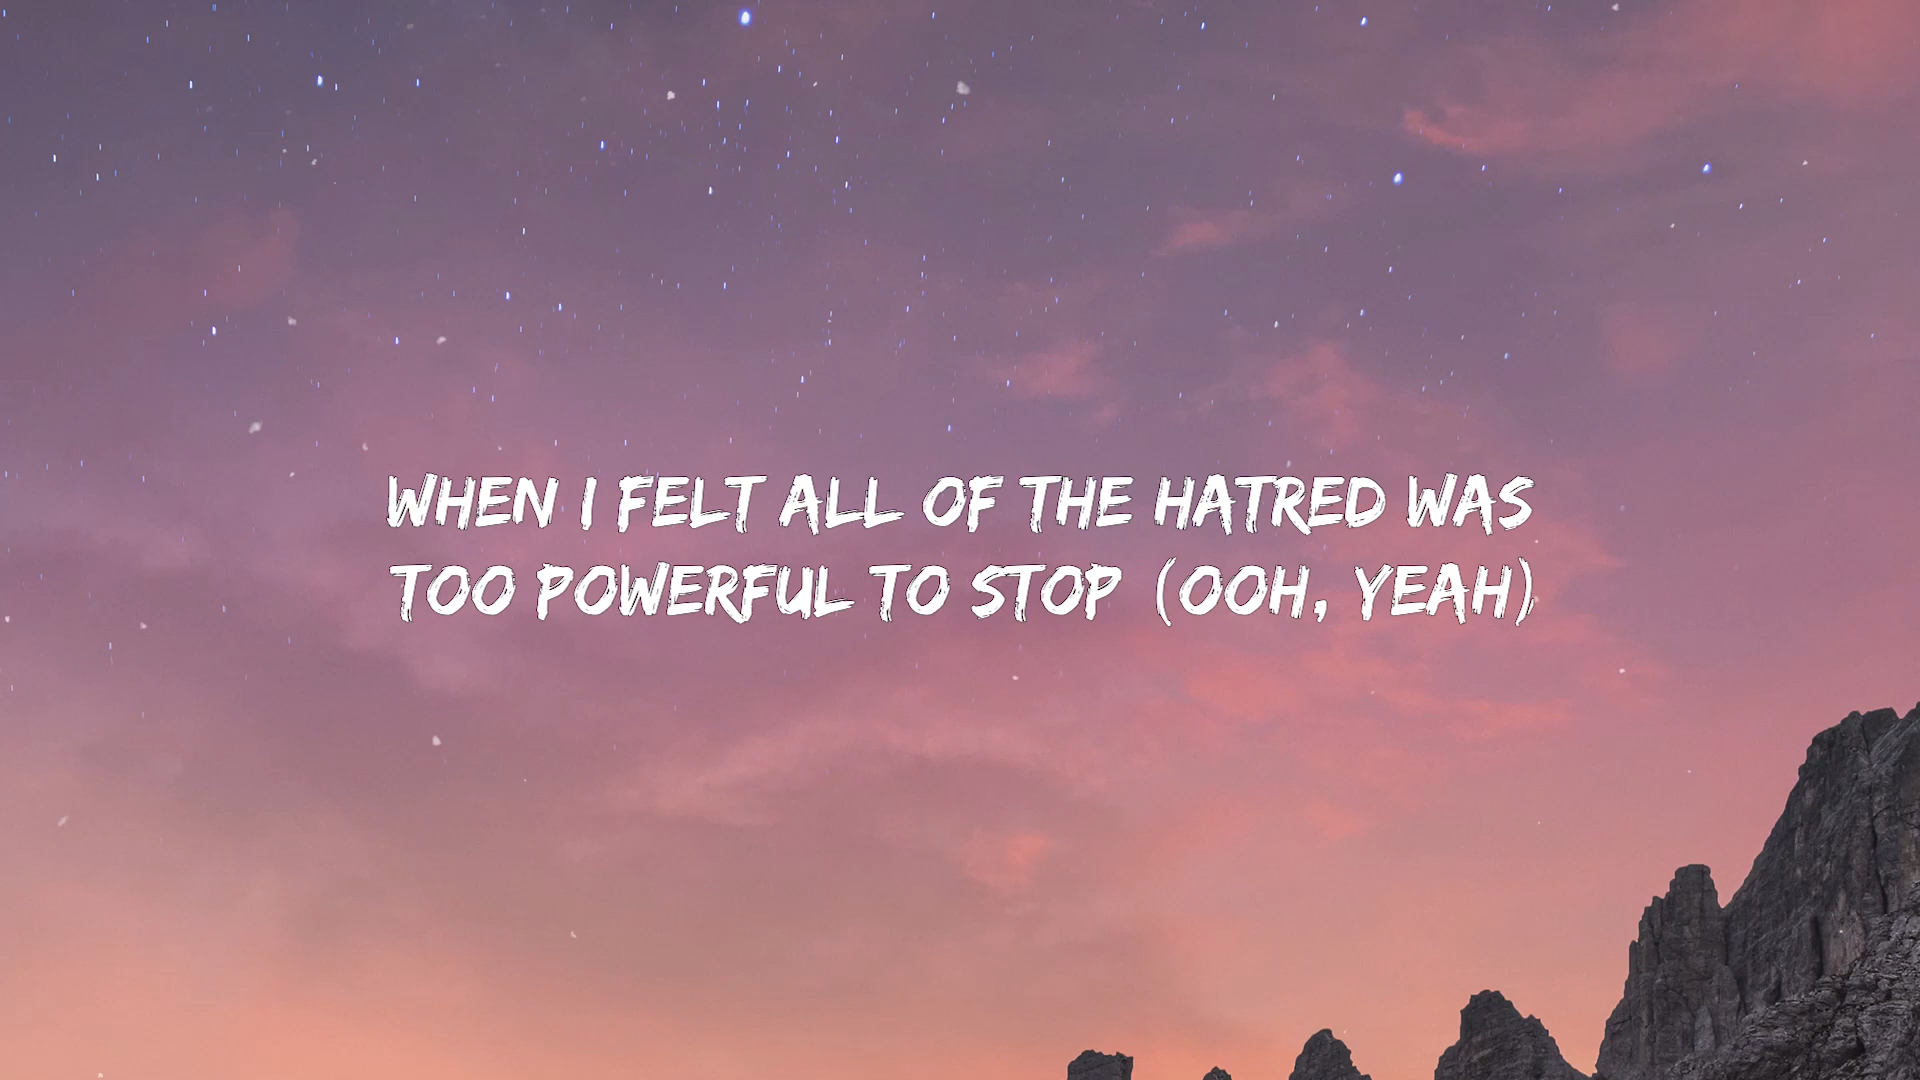 WHEN I FELT ALL OF THE HATRED WAS
TOO POWERFUL TO STOP (OOH, YEAH)